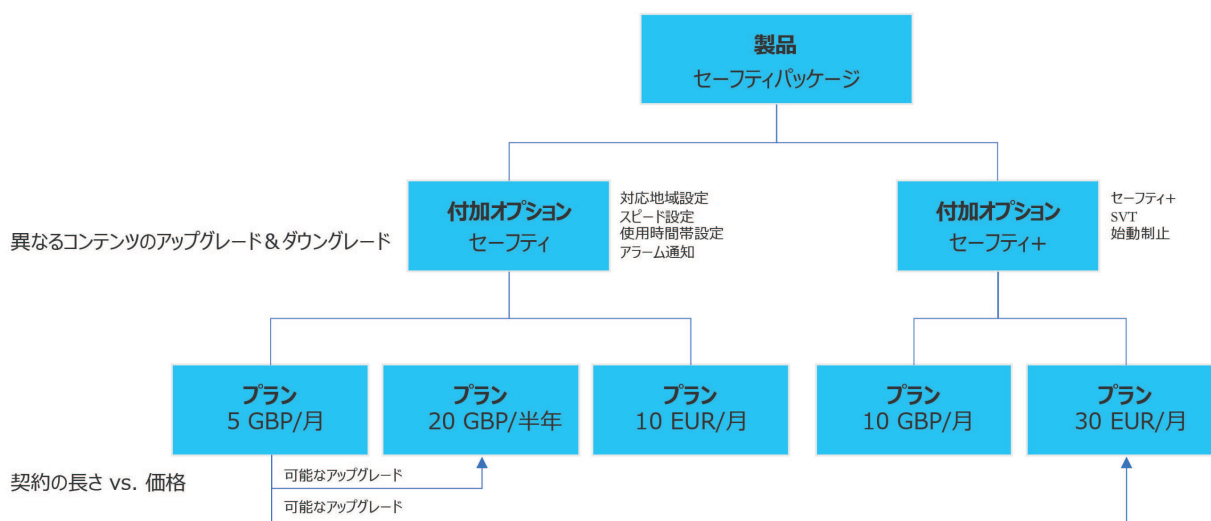 製品
セーフティパッケージ
異なるコンテンツのアップグレード＆ダウングレード
付加オプション
セーフティ
対応地域設定
スピード設定
使用時間帯設定
アラーム通知
付加オプション
セーフティ+
セーフティ+
SVT
始動制止
プラン
5 GBP/月
プラン
20 GBP/半年
プラン
10 EUR/月
プラン
10 GBP/月
プラン
30 EUR/月
契約の長さ vs. 価格
可能なアップグレード
可能なアップグレード